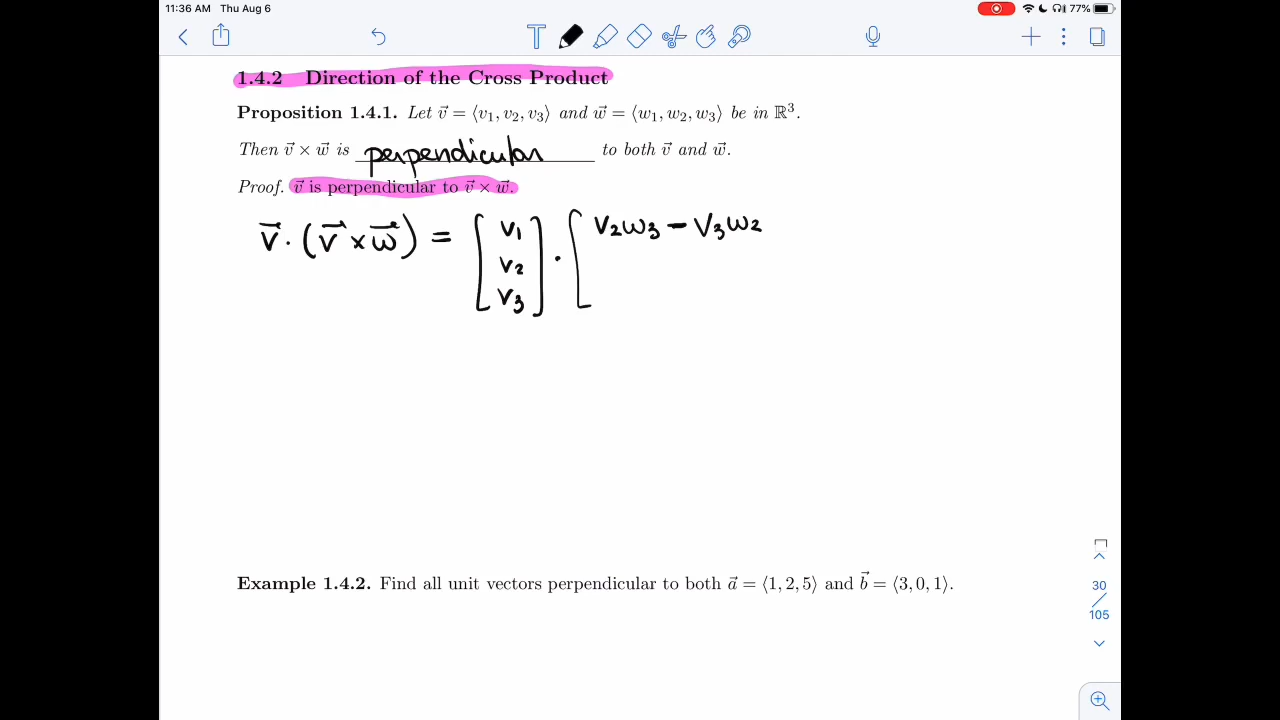 11:36 AM Thu Aug 6
77%
1.4.2 Direction of the Cross Product
Proposition 1.4.1. Let v⃗ = ⟨v₁, v₂, v₃⟩ and w⃗ = ⟨w₁, w₂, w₃⟩ be in ℝ³.
Then v⃗ × w⃗ is perpendicular to both v⃗ and w⃗.
Proof. v⃗ is perpendicular to v⃗ × w⃗.
v⃗ · (v⃗ × w⃗) = [ v₁ ] · [ v₂w₃ − v₃w₂
v₂
v₃
Example 1.4.2. Find all unit vectors perpendicular to both a⃗ = ⟨1, 2, 5⟩ and b⃗ = ⟨3, 0, 1⟩.
30
105